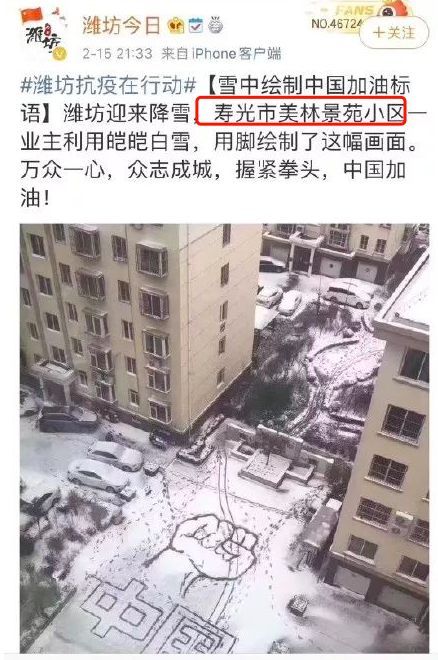 潍坊
潍坊今日
2-15 21:33 来自iPhone客户端
FANS
NO.46724
+关注
#潍坊抗疫在行动#【雪中绘制中国加油标
语】潍坊迎来降雪，寿光市美林景苑小区一
业主利用皑皑白雪，用脚绘制了这幅画面。
万众一心，众志成城，握紧拳头，中国加
油！
中国